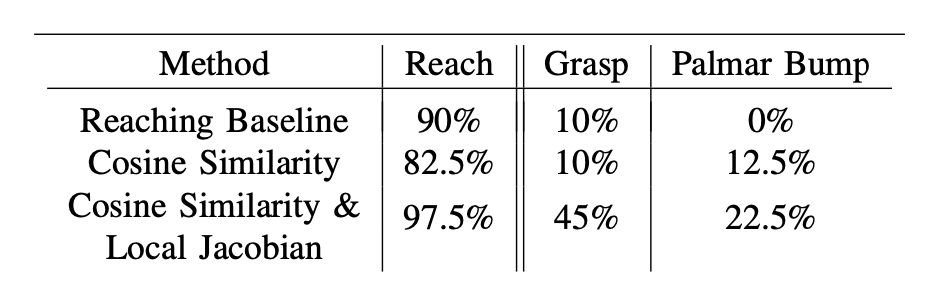 Method Reach Grasp Palmar Bump
Reaching Baseline 90% 10% 0%
Cosine Similarity 82.5% 10% 12.5%
Cosine Similarity &
Local Jacobian 97.5% 45% 22.5%